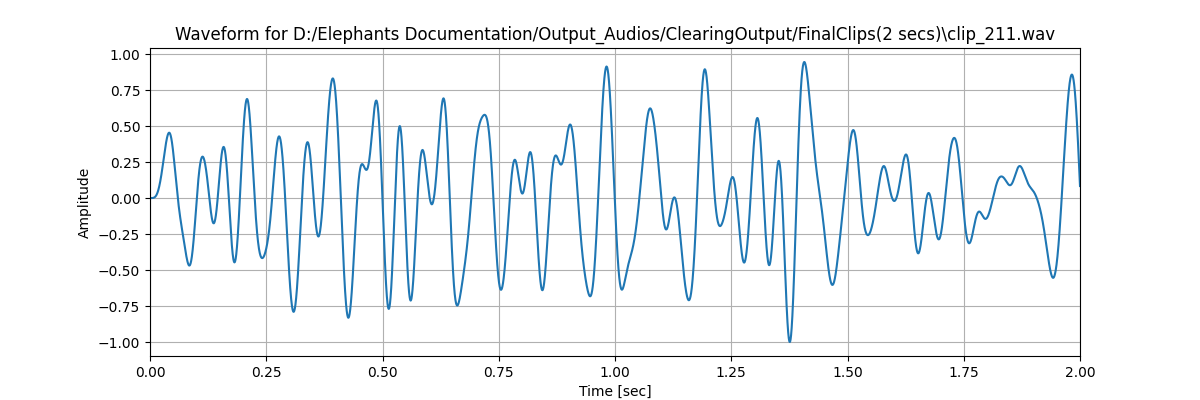 Waveform for D:/Elephants Documentation/Output_Audios/ClearingOutput/FinalClips(2 secs)\clip_211.wav
1.00
0.75
0.50
0.25
0.00
−0.25
−0.50
−0.75
−1.00
Amplitude
0.00 0.25 0.50 0.75 1.00 1.25 1.50 1.75 2.00
Time [sec]